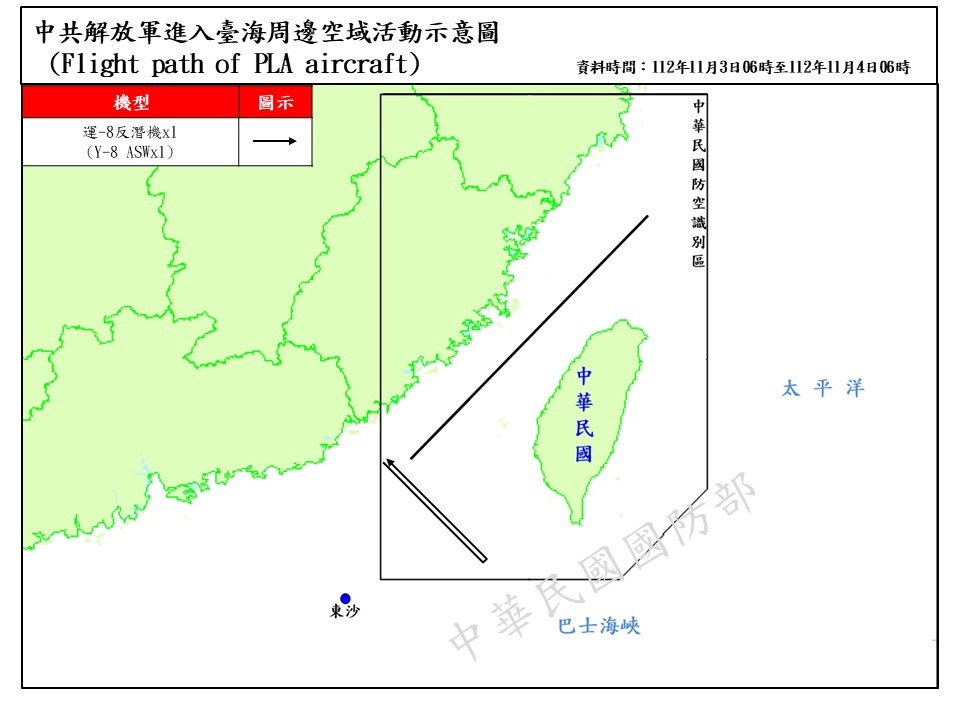 中共解放軍進入臺海周邊空域活動示意圖
(Flight path of PLA aircraft)
資料時間：112年11月3日06時至112年11月4日06時
機型
圖示
運-8反潛機x1
(Y-8 ASWx1)
中華民國防空識別區
中華民國
太平洋
東沙
巴士海峽
中華民國國防部